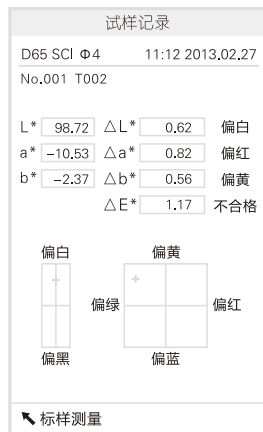 试样记录
D65 SCI Φ4 11:12 2013.02.27
No.001 T002
L* 98.72 △L* 0.62 偏白
a* -10.53 △a* 0.82 偏红
b* -2.37 △b* 0.56 偏黄
△E* 1.17 不合格
偏白 偏黄
偏绿 偏红
偏黑 偏蓝
标样测量